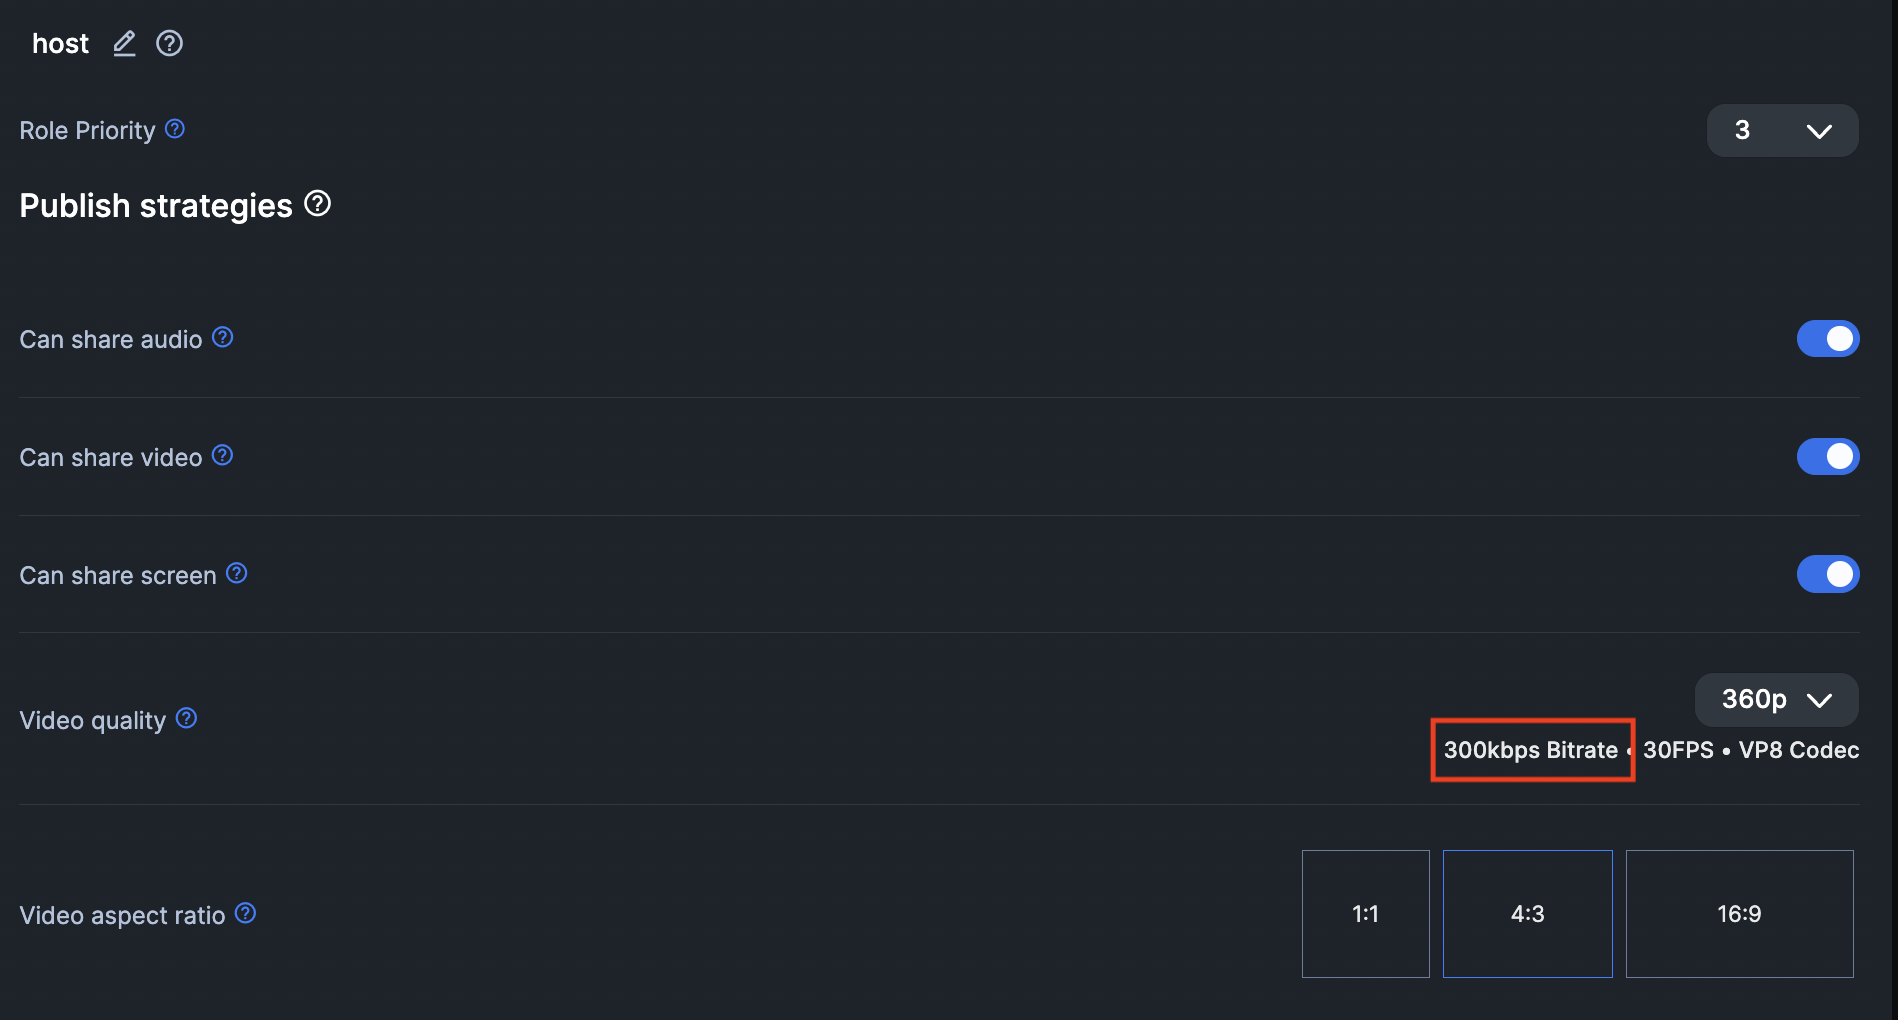 host
Role Priority
3
Publish strategies
Can share audio
Can share video
Can share screen
Video quality
360p
300kbps Bitrate • 30FPS • VP8 Codec
Video aspect ratio
1:1
4:3
16:9